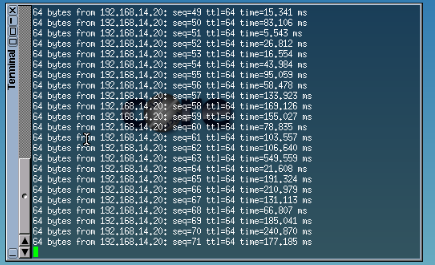 Terminal
64 bytes from 192.168.14.20: seq=49 ttl=64 time=15.341 ms
64 bytes from 192.168.14.20: seq=50 ttl=64 time=83.106 ms
64 bytes from 192.168.14.20: seq=51 ttl=64 time=5.543 ms
64 bytes from 192.168.14.20: seq=52 ttl=64 time=26.812 ms
64 bytes from 192.168.14.20: seq=53 ttl=64 time=16.554 ms
64 bytes from 192.168.14.20: seq=54 ttl=64 time=43.984 ms
64 bytes from 192.168.14.20: seq=55 ttl=64 time=95.059 ms
64 bytes from 192.168.14.20: seq=56 ttl=64 time=58.478 ms
64 bytes from 192.168.14.20: seq=57 ttl=64 time=133.923 ms
64 bytes from 192.168.14.20: seq=58 ttl=64 time=169.126 ms
64 bytes from 192.168.14.20: seq=59 ttl=64 time=155.027 ms
64 bytes from 192.168.14.20: seq=60 ttl=64 time=78.835 ms
64 bytes from 192.168.14.20: seq=61 ttl=64 time=103.557 ms
64 bytes from 192.168.14.20: seq=62 ttl=64 time=106.640 ms
64 bytes from 192.168.14.20: seq=63 ttl=64 time=549.559 ms
64 bytes from 192.168.14.20: seq=64 ttl=64 time=21.608 ms
64 bytes from 192.168.14.20: seq=65 ttl=64 time=191.324 ms
64 bytes from 192.168.14.20: seq=66 ttl=64 time=210.979 ms
64 bytes from 192.168.14.20: seq=67 ttl=64 time=131.113 ms
64 bytes from 192.168.14.20: seq=68 ttl=64 time=66.807 ms
64 bytes from 192.168.14.20: seq=69 ttl=64 time=185.041 ms
64 bytes from 192.168.14.20: seq=70 ttl=64 time=240.870 ms
64 bytes from 192.168.14.20: seq=71 ttl=64 time=177.185 ms